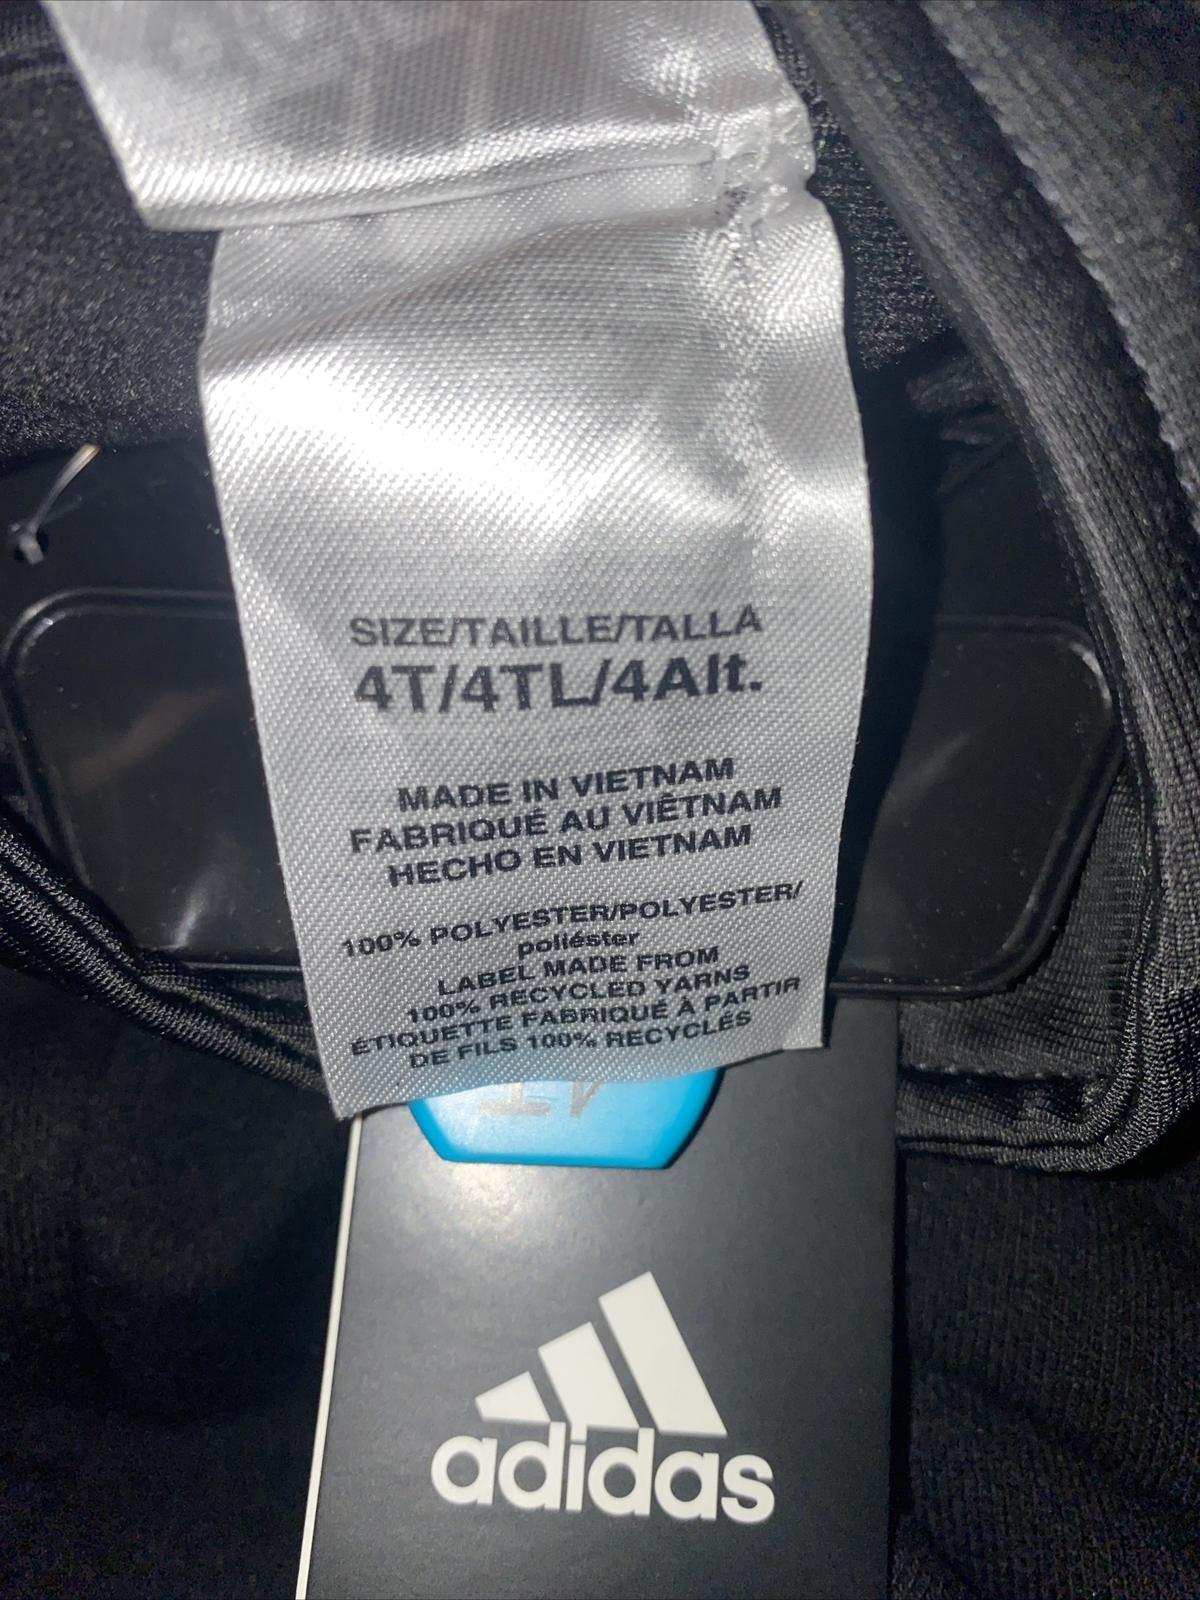 SIZE/TAILLE/TALLA
4T/4TL/4Alt.
MADE IN VIETNAM
FABRIQUÉ AU VIÊTNAM
HECHO EN VIETNAM
100% POLYESTER/POLYESTER/
poliéster
LABEL MADE FROM
100% RECYCLED YARNS
ÉTIQUETTE FABRIQUÉ À PARTIR
DE FILS 100% RECYCLÉS
4T
adidas